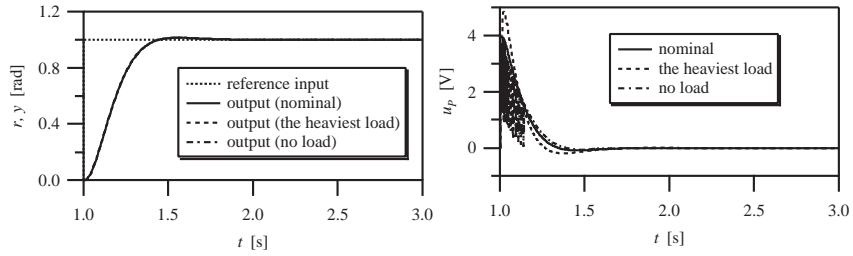 1.2
0.8
0.4
0.0
r, y [rad]
reference input
output (nominal)
output (the heaviest load)
output (no load)
1.0 1.5 2.0 2.5 3.0
t [s]
4
2
0
u_P [V]
nominal
the heaviest load
no load
1.0 1.5 2.0 2.5 3.0
t [s]